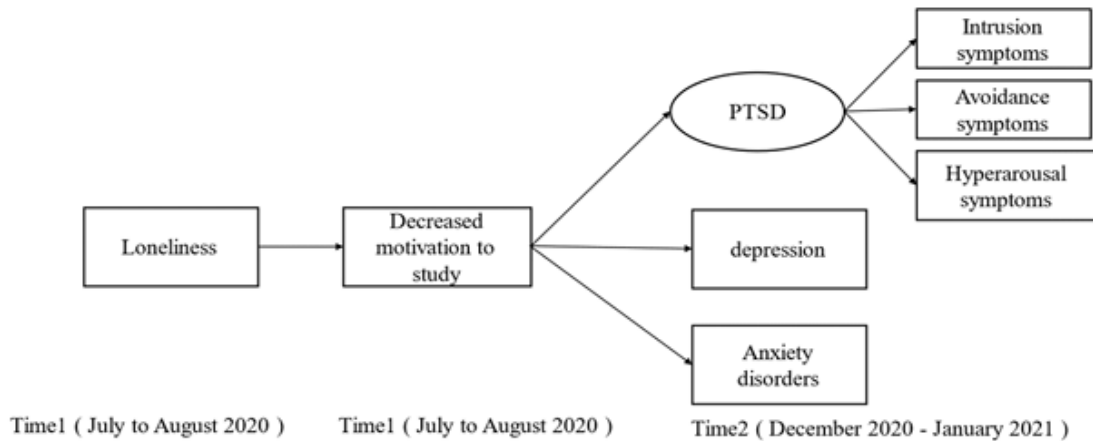 Intrusion
symptoms
PTSD
Avoidance
symptoms
Hyperarousal
symptoms
Loneliness
Decreased
motivation to
study
depression
Anxiety
disorders
Time1 ( July to August 2020 )
Time1 ( July to August 2020 )
Time2 ( December 2020 - January 2021 )